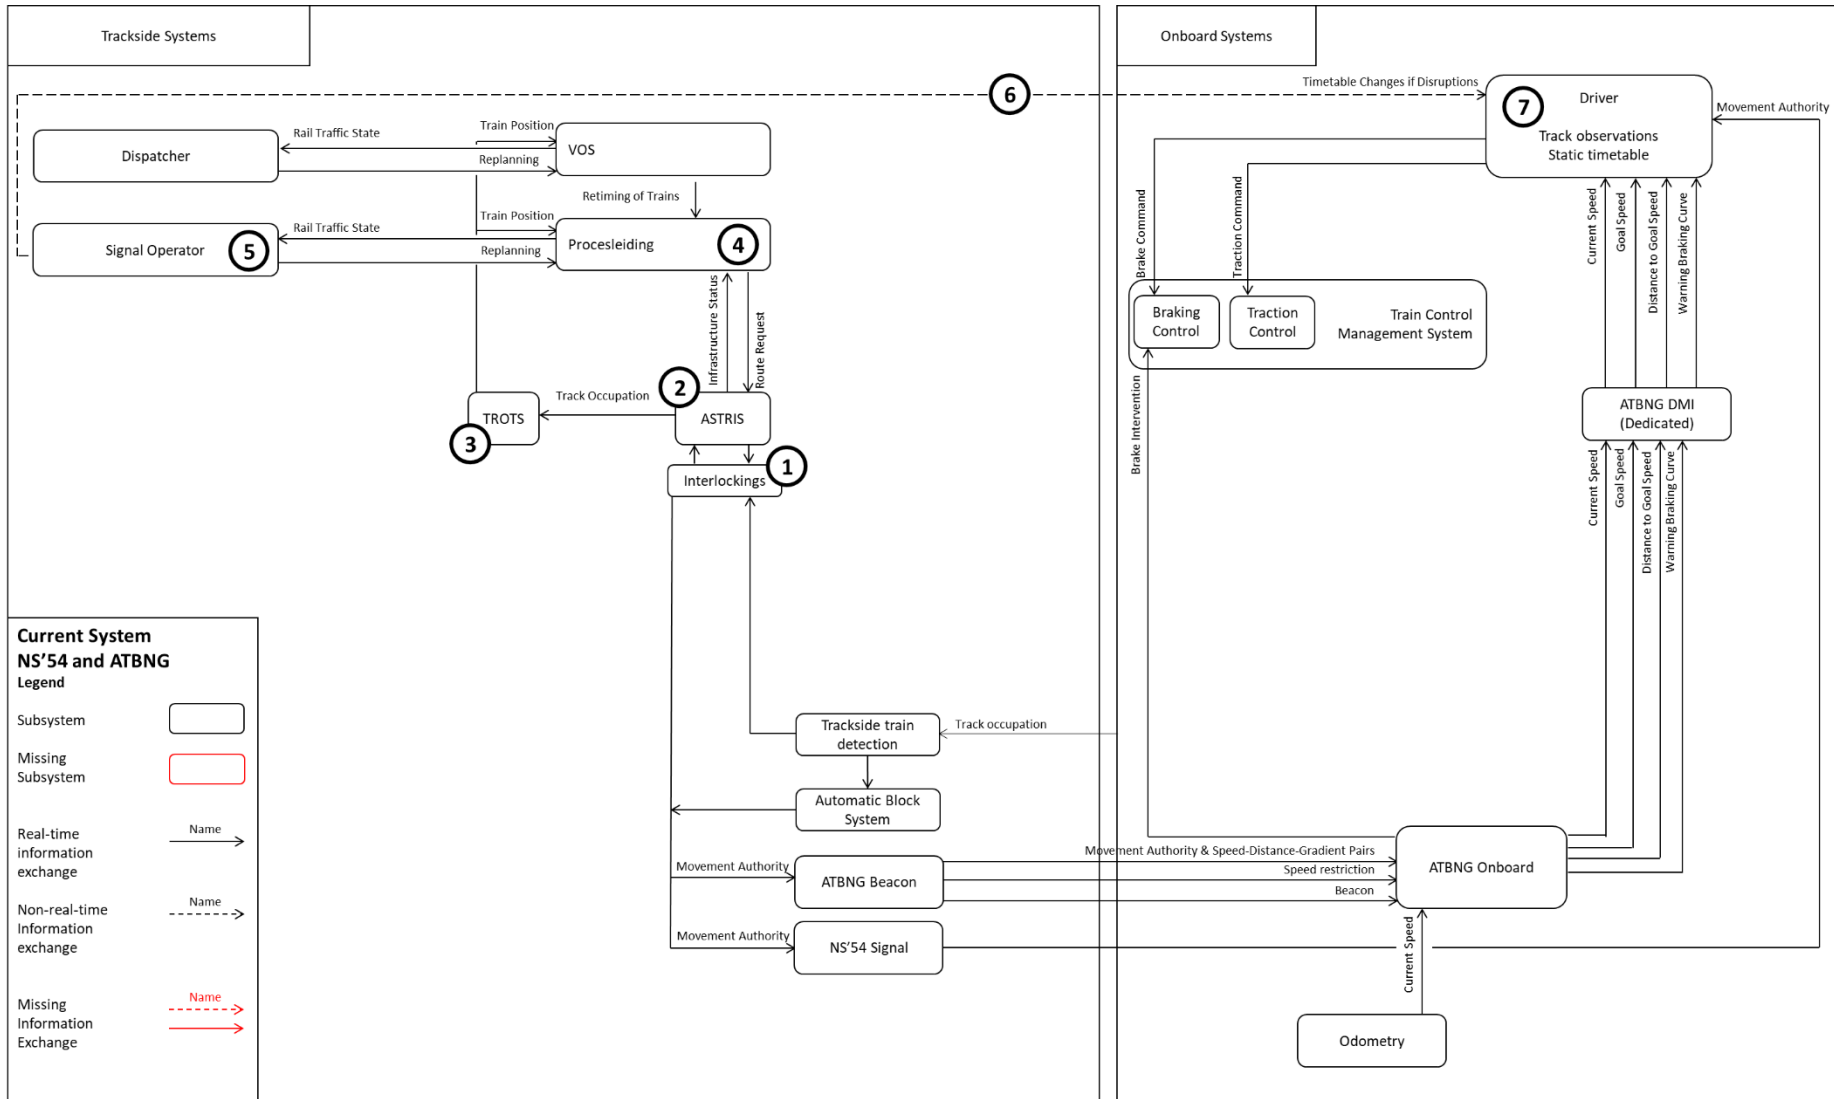 Trackside Systems
Onboard Systems
6
Timetable Changes if Disruptions
7
Driver
Track observations
Static timetable
Movement Authority
Dispatcher
Rail Traffic State
Train Position
Replanning
VOS
Retiming of Trains
Signal Operator
5
Rail Traffic State
Train Position
Replanning
Procesleiding
4
Infrastructure Status
Route Request
Brake Command
Traction Command
Current Speed
Goal Speed
Distance to Goal Speed
Warning Braking Curve
Braking
Control
Traction
Control
Train Control
Management System
Brake Intervention
TROTS
3
Track Occupation
2
ASTRIS
1
Interlockings
ATBNG DMI
(Dedicated)
Current Speed
Goal Speed
Distance to Goal Speed
Warning Braking Curve
Trackside train
detection
Track occupation
Automatic Block
System
Movement Authority
ATBNG Beacon
Movement Authority & Speed-Distance-Gradient Pairs
Speed restriction
Beacon
ATBNG Onboard
Movement Authority
NS'54 Signal
Current Speed
Odometry
Current System
NS'54 and ATBNG
Legend
Subsystem
Missing
Subsystem
Real-time
information
exchange
Name
Non-real-time
Information
exchange
Name
Missing
Information
Exchange
Name